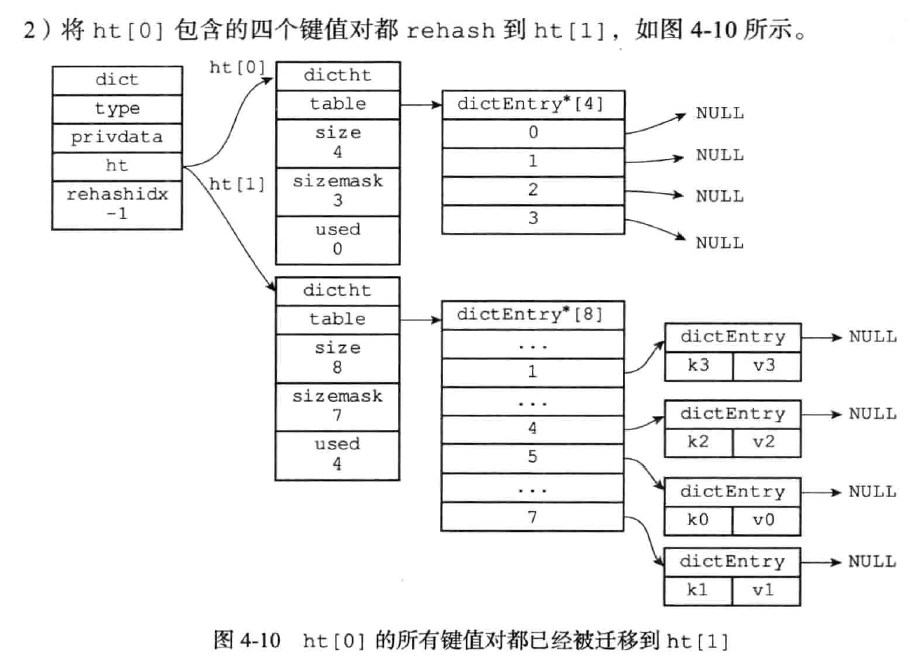 2）将 ht[0] 包含的四个键值对都 rehash 到 ht[1]，如图 4-10 所示。
dict
type
privdata
ht
rehashidx
-1
ht[0]
ht[1]
dictht
table
size
4
sizemask
3
used
0
dictEntry*[4]
0
1
2
3
NULL
NULL
NULL
NULL
dictht
table
size
8
sizemask
7
used
4
dictEntry*[8]
...
1
...
4
5
...
7
dictEntry
k3 v3
NULL
dictEntry
k2 v2
NULL
dictEntry
k0 v0
NULL
dictEntry
k1 v1
NULL
图 4-10 ht[0] 的所有键值对都已经被迁移到 ht[1]